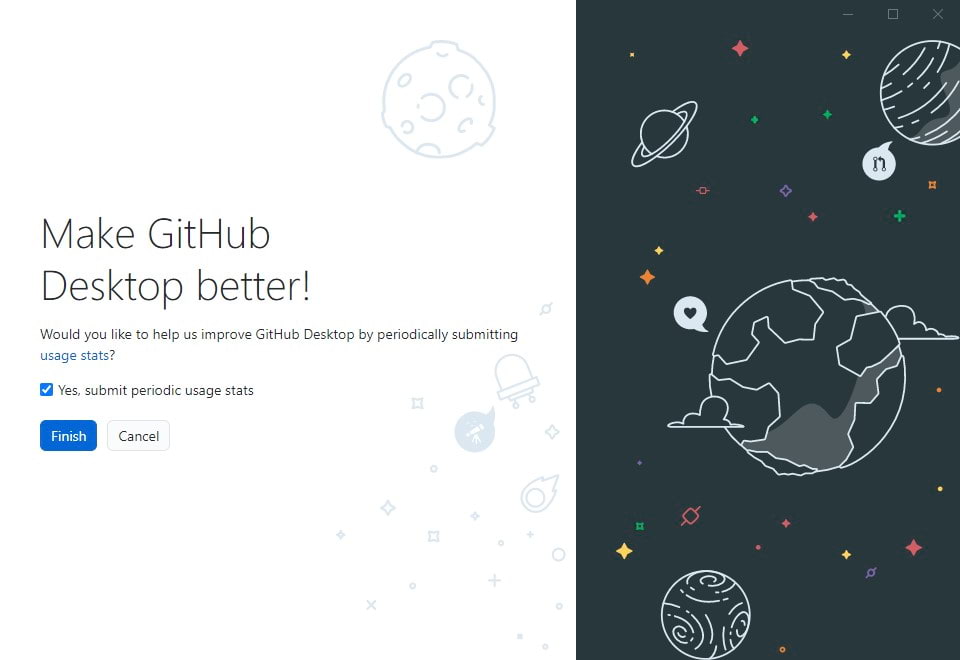 Make GitHub
Desktop better!
Would you like to help us improve GitHub Desktop by periodically submitting
usage stats?
Yes, submit periodic usage stats
Finish Cancel